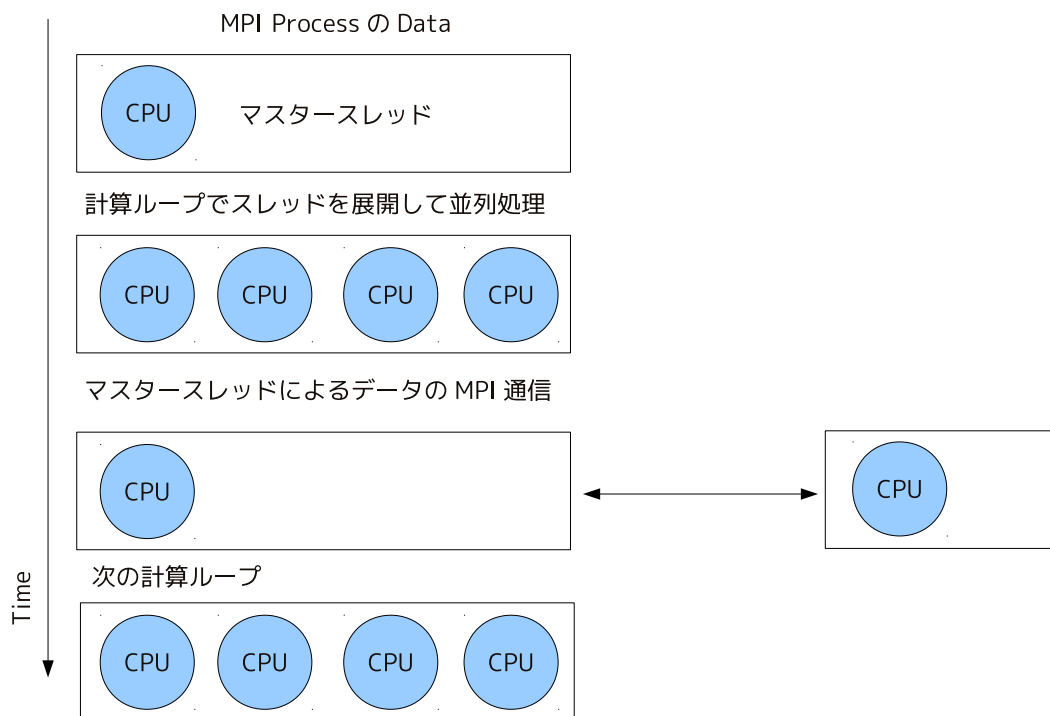 MPI Process の Data
CPU
マスタースレッド
計算ループでスレッドを展開して並列処理
CPU CPU CPU CPU
マスタースレッドによるデータの MPI 通信
CPU
CPU
次の計算ループ
CPU CPU CPU CPU
Time